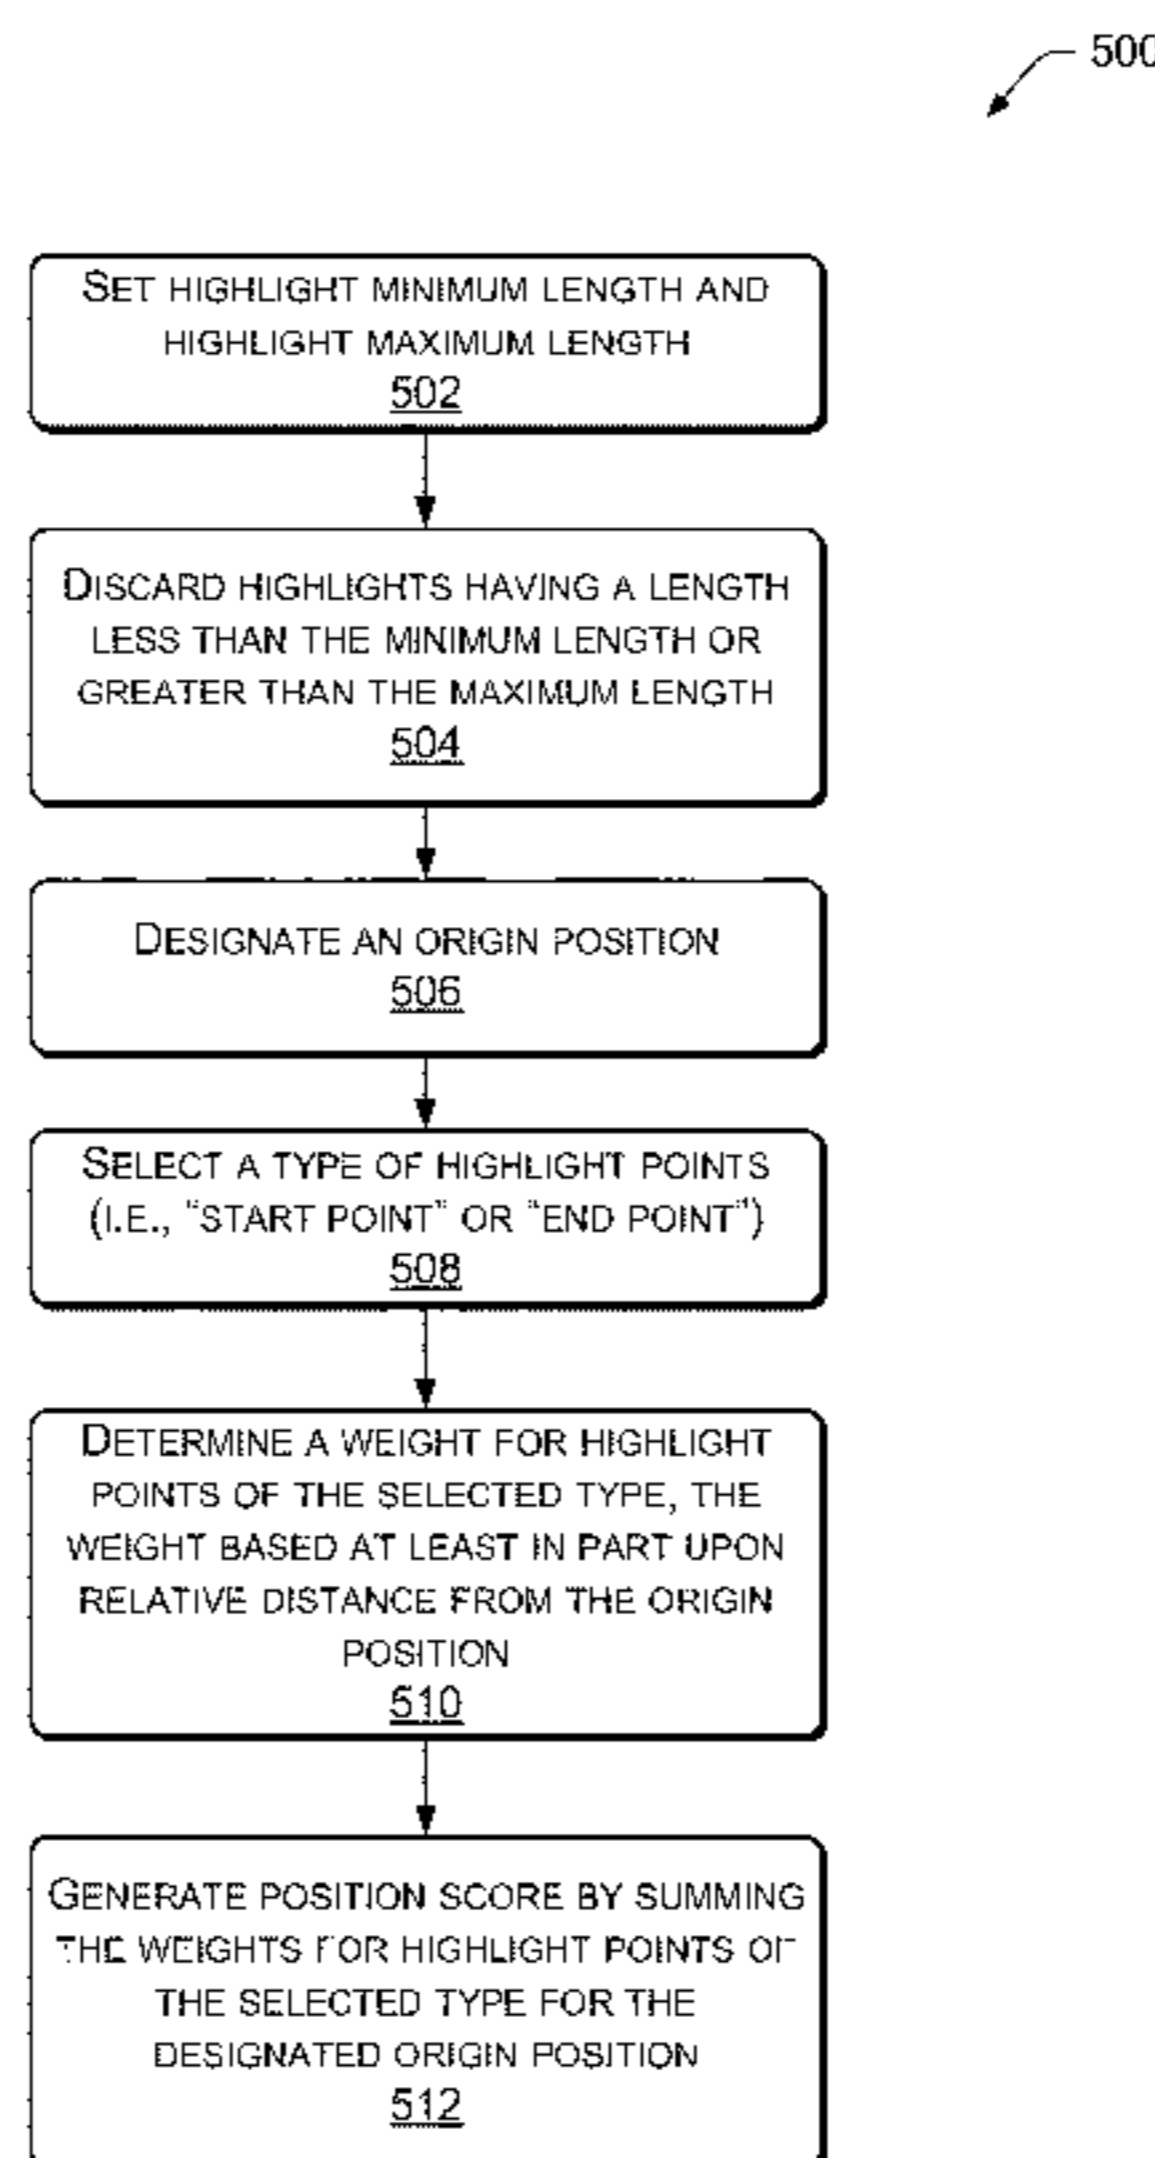 500
SET HIGHLIGHT MINIMUM LENGTH AND
HIGHLIGHT MAXIMUM LENGTH
502
DISCARD HIGHLIGHTS HAVING A LENGTH
LESS THAN THE MINIMUM LENGTH OR
GREATER THAN THE MAXIMUM LENGTH
504
DESIGNATE AN ORIGIN POSITION
506
SELECT A TYPE OF HIGHLIGHT POINTS
(I.E., "START POINT" OR "END POINT")
508
DETERMINE A WEIGHT FOR HIGHLIGHT
POINTS OF THE SELECTED TYPE, THE
WEIGHT BASED AT LEAST IN PART UPON
RELATIVE DISTANCE FROM THE ORIGIN
POSITION
510
GENERATE POSITION SCORE BY SUMMING
THE WEIGHTS FOR HIGHLIGHT POINTS OF
THE SELECTED TYPE FOR THE
DESIGNATED ORIGIN POSITION
512